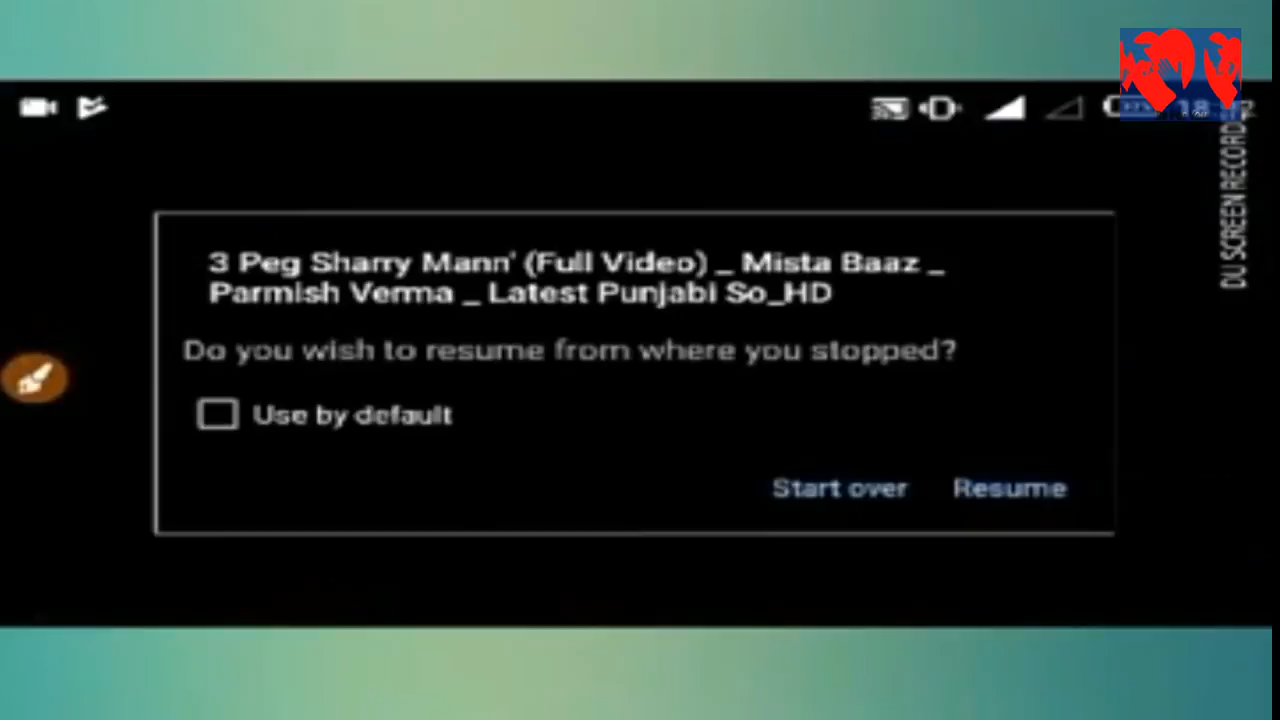 3 Peg Sharry Mann' (Full Video) _ Mista Baaz _
Parmish Verma _ Latest Punjabi So_HD
Do you wish to resume from where you stopped?
Use by default
Start over Resume
DU SCREEN RECORD